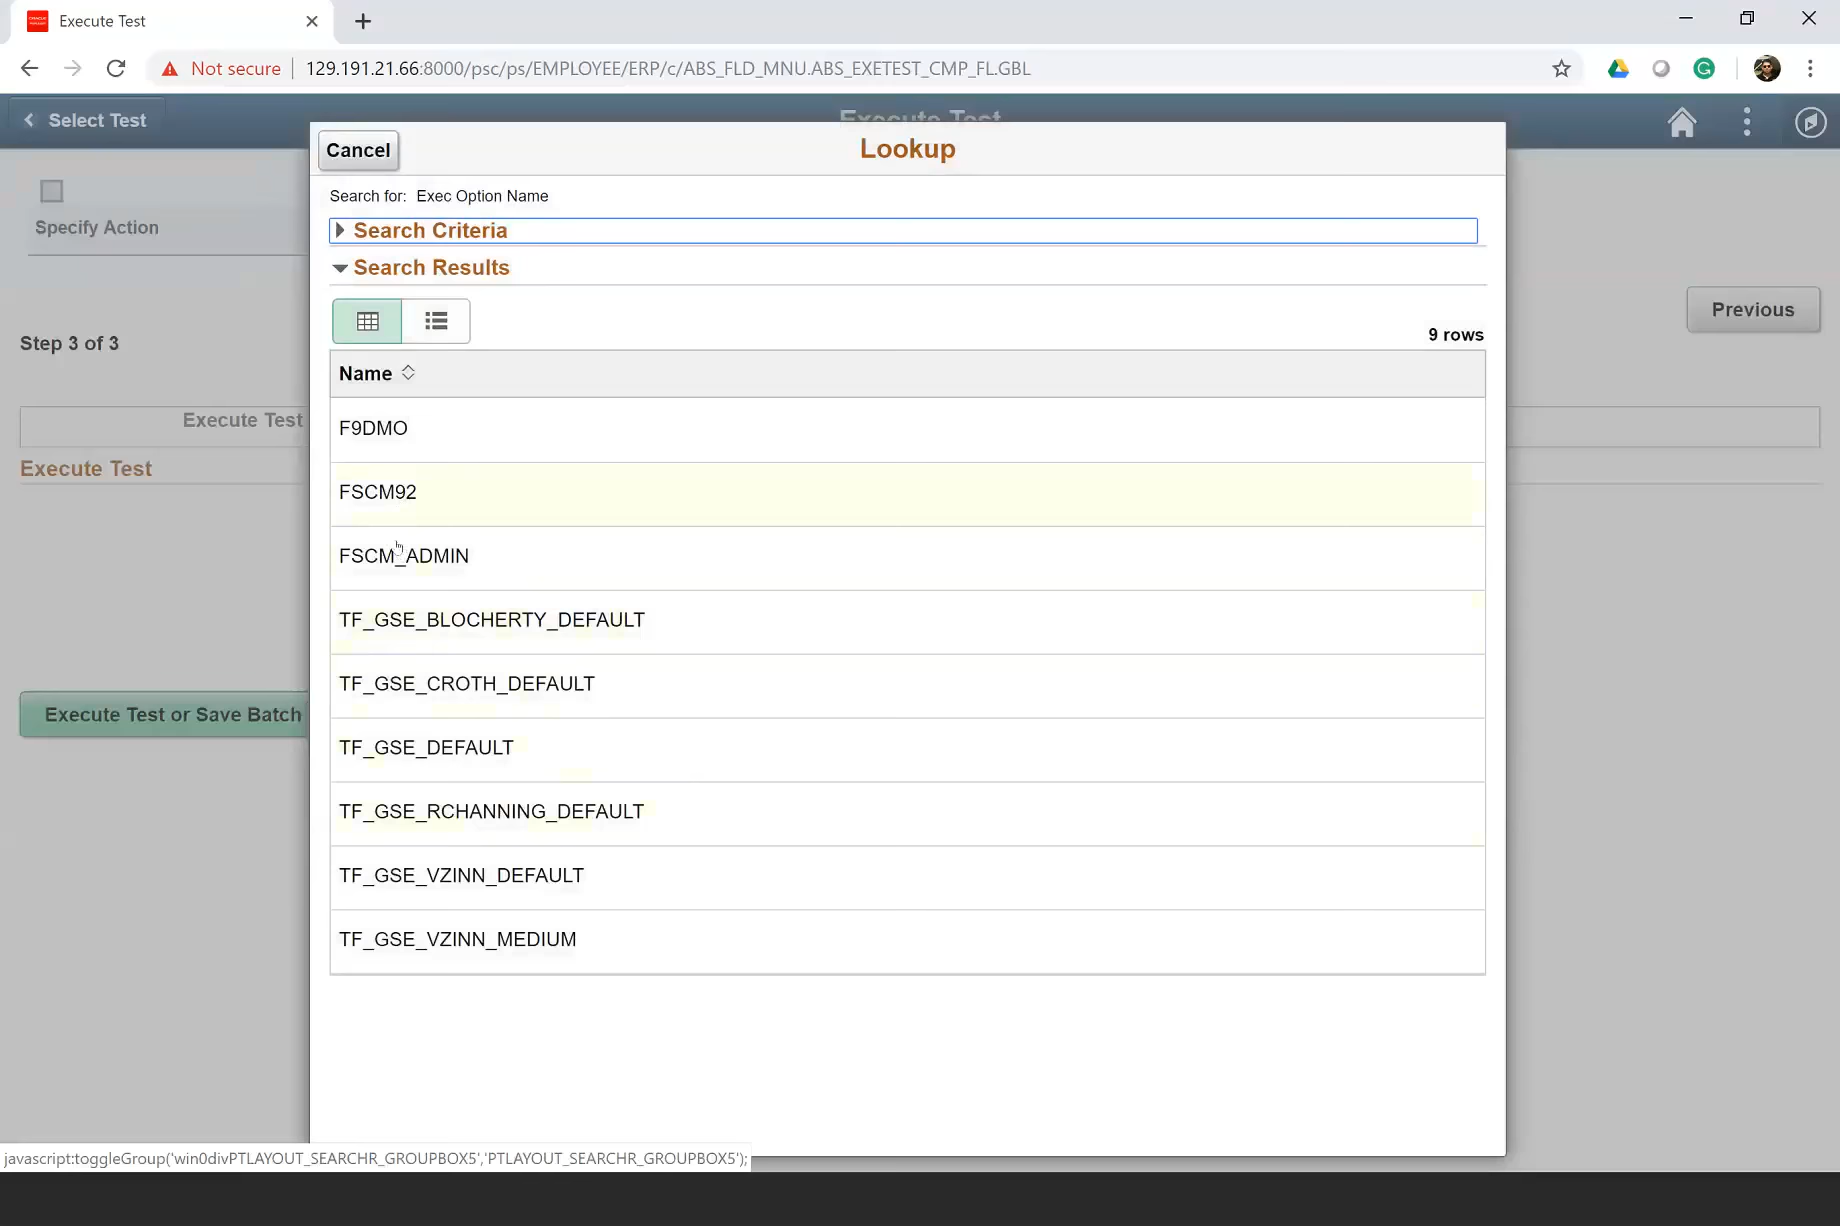 Execute Test
Not secure
129.191.21.66:8000/psc/ps/EMPLOYEE/ERP/c/ABS_FLD_MNU.ABS_EXETEST_CMP_FL.GBL
Select Test
Execute Test
Cancel
Lookup
Search for: Exec Option Name
Specify Action
Search Criteria
Search Results
Previous
9 rows
Step 3 of 3
Name
Execute Test
F9DMO
Execute Test
FSCM92
FSCM_ADMIN
TF_GSE_BLOCHERTY_DEFAULT
TF_GSE_CROTH_DEFAULT
Execute Test or Save Batch
TF_GSE_DEFAULT
TF_GSE_RCHANNING_DEFAULT
TF_GSE_VZINN_DEFAULT
TF_GSE_VZINN_MEDIUM
javascript:toggleGroup('win0divPTLAYOUT_SEARCHR_GROUPBOX5','PTLAYOUT_SEARCHR_GROUPBOX5');